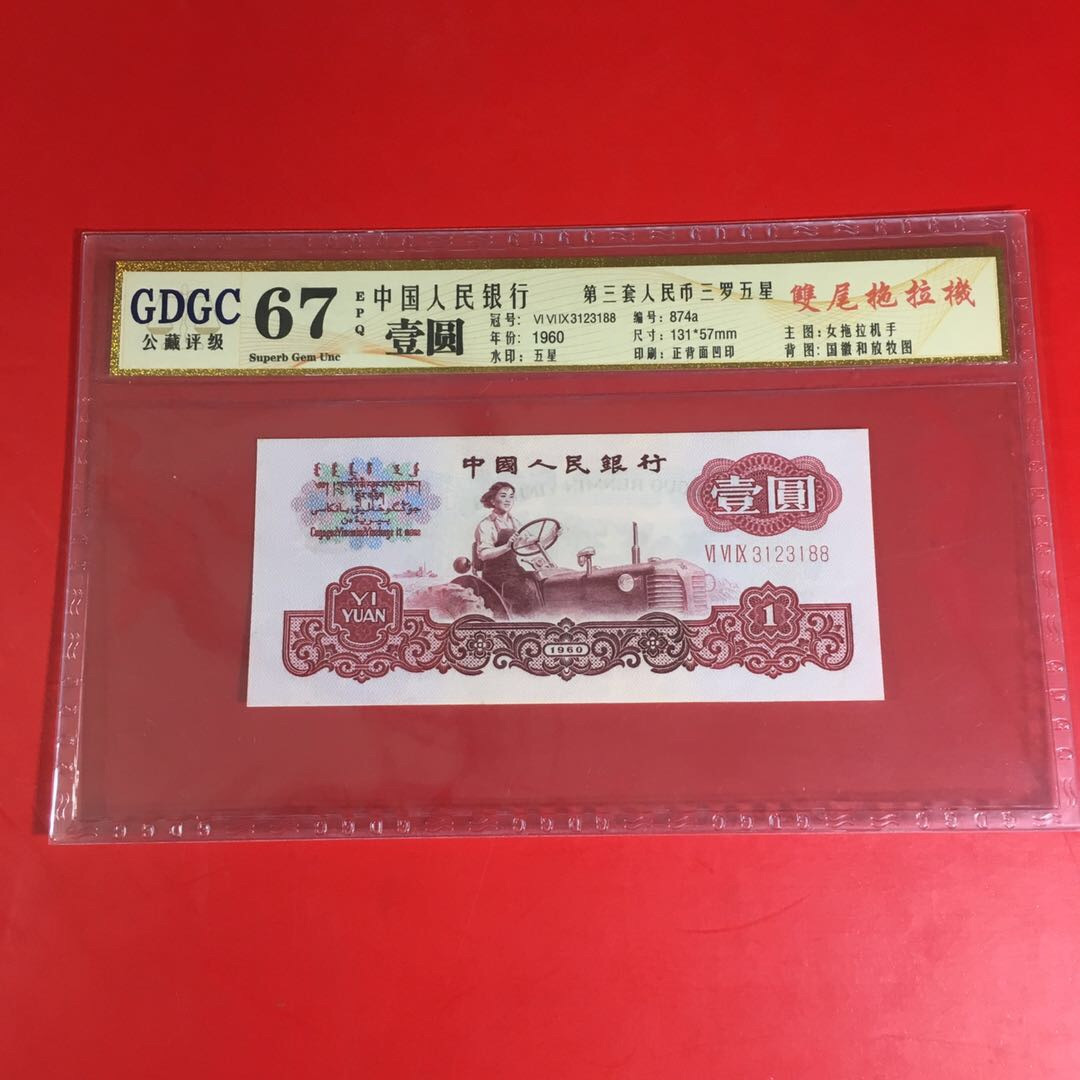 GDGC
公藏评级
67
EPQ
Superb Gem Unc
中国人民银行
壹圆
第三套人民币三罗五星
冠号: VI VI IX 3123188
编号: 874a
年份: 1960
尺寸: 131*57mm
水印: 五星
印刷: 正背面凹印
雙尾拖拉機
主图: 女拖拉机手
背图: 国徽和放牧图
中國人民銀行
壹圓
VI VI IX 3123188
YI
YUAN
1960
1